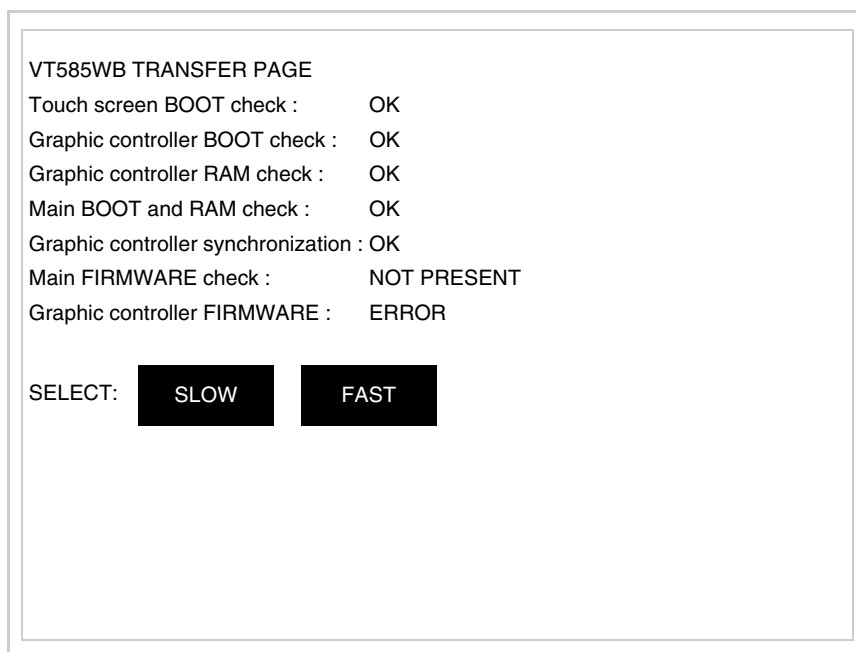 VT585WB TRANSFER PAGE
Touch screen BOOT check : OK
Graphic controller BOOT check : OK
Graphic controller RAM check : OK
Main BOOT and RAM check : OK
Graphic controller synchronization : OK
Main FIRMWARE check : NOT PRESENT
Graphic controller FIRMWARE : ERROR
SELECT: SLOW FAST